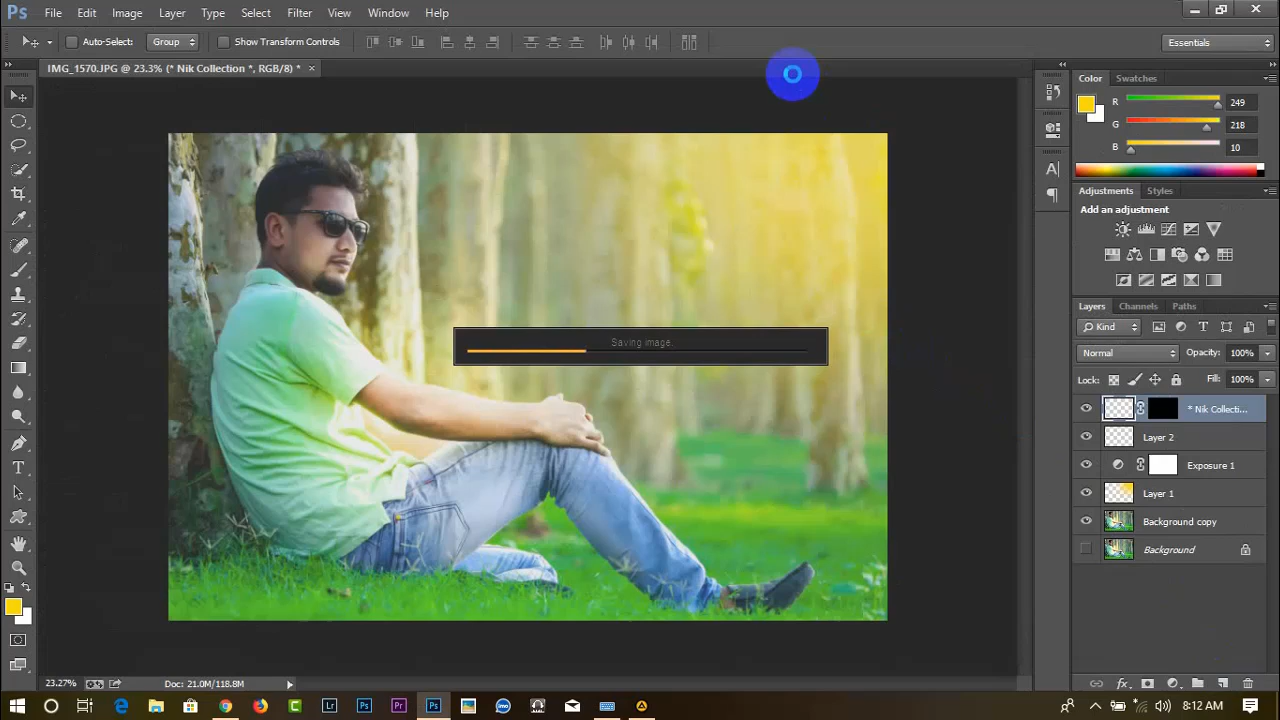 Ps File Edit Image Layer Type Select Filter View Window Help
Auto-Select: Group Show Transform Controls Essentials
IMG_1570.JPG @ 23.3% (* Nik Collection *, RGB/8) * ×
Color Swatches
R 249
G 218
B 10
Adjustments Styles
Add an adjustment
Saving image.
Layers Channels Paths
Kind
Normal Opacity: 100%
Lock: Fill: 100%
* Nik Collecti...
Layer 2
Exposure 1
Layer 1
Background copy
Background
23.27% Doc: 21.0M/118.8M
8:12 AM